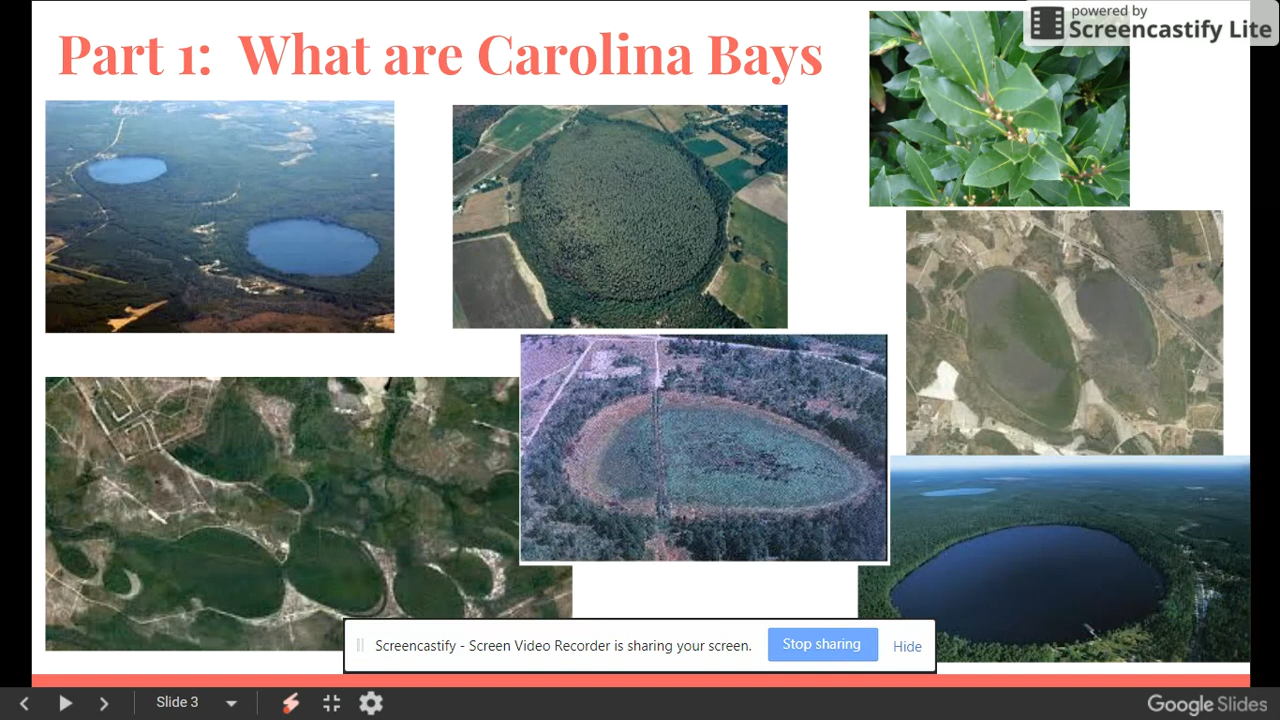 powered by
Screencastify Lite
Part 1: What are Carolina Bays
Screencastify - Screen Video Recorder is sharing your screen.
Stop sharing
Hide
Slide 3
Google Slides